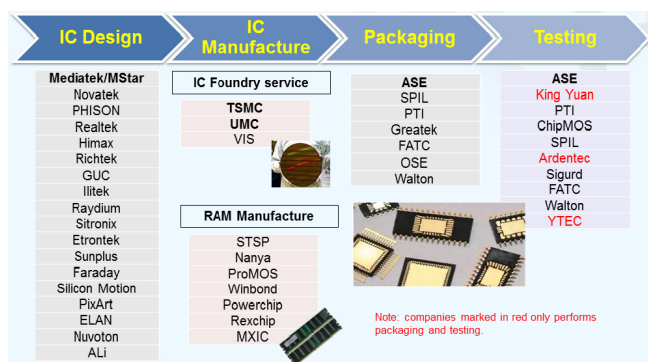 IC Design
IC
Manufacture
Packaging
Testing
Mediatek/MStar
Novatek
PHISON
Realtek
Himax
Richtek
GUC
Ilitek
Raydium
Sitronix
Etrontek
Sunplus
Faraday
Silicon Motion
PixArt
ELAN
Nuvoton
ALi
IC Foundry service
TSMC
UMC
VIS
RAM Manufacture
STSP
Nanya
ProMOS
Winbond
Powerchip
Rexchip
MXIC
ASE
SPIL
PTI
Greatek
FATC
OSE
Walton
ASE
King Yuan
PTI
ChipMOS
SPIL
Ardentec
Sigurd
FATC
Walton
YTEC
Note: companies marked in red only performs
packaging and testing.